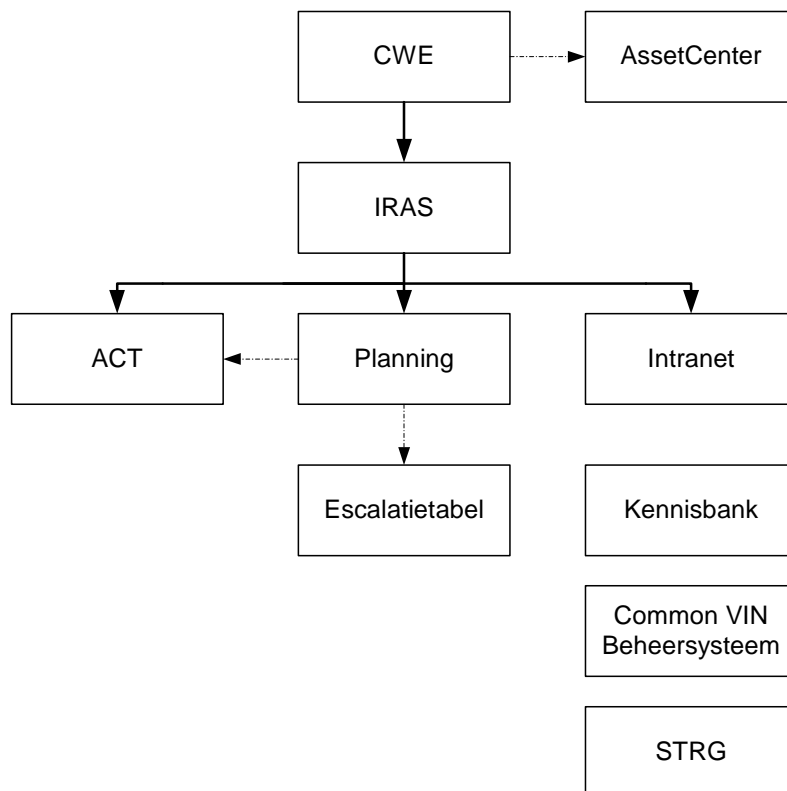 CWE
AssetCenter
IRAS
ACT
Planning
Intranet
Escalatietabel
Kennisbank
Common VIN
Beheersysteem
STRG